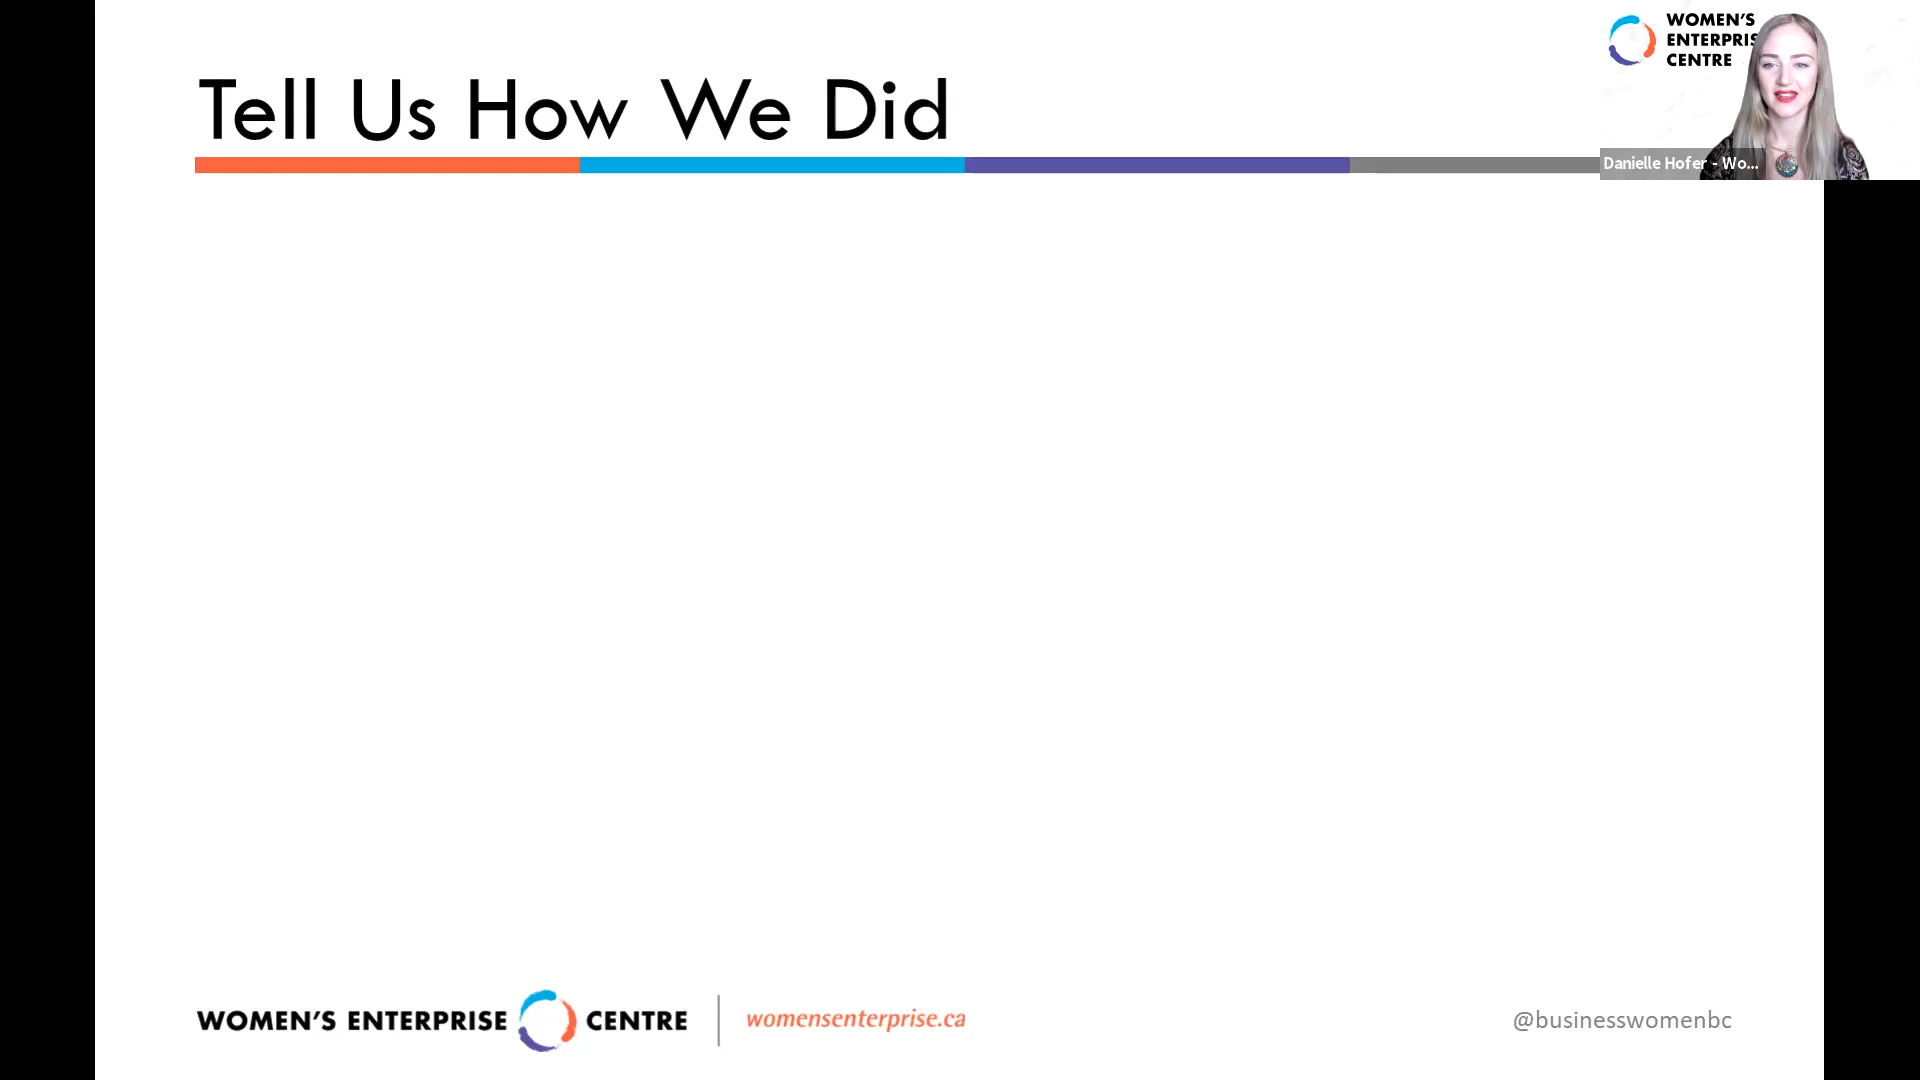 Tell Us How We Did
WOMEN'S
ENTERPRIS
CENTRE
Danielle Hofer - Wo...
WOMEN'S ENTERPRISE CENTRE
womensenterprise.ca
@businesswomenbc